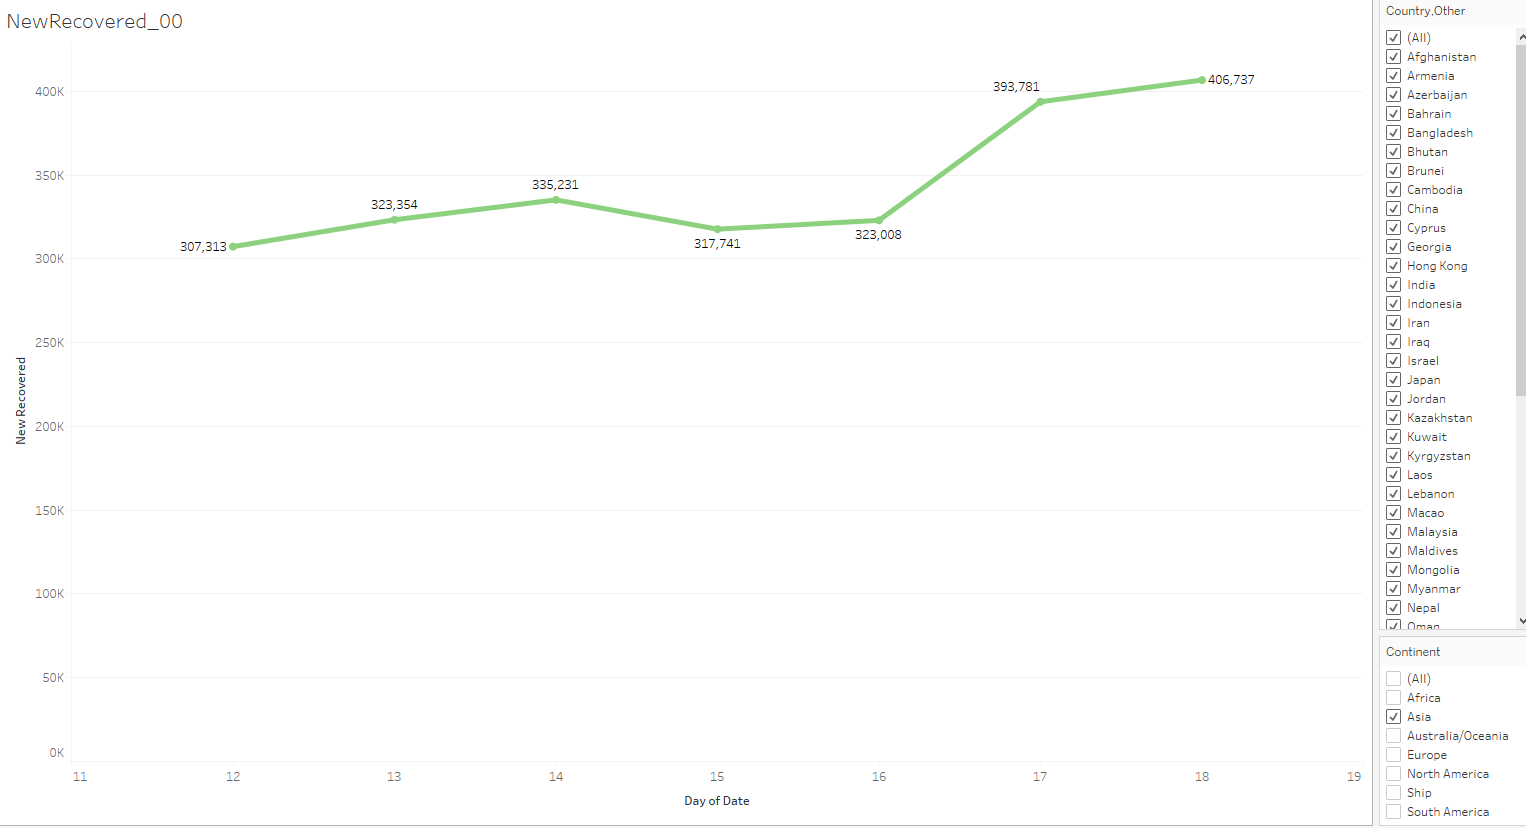 NewRecovered_00
400K
350K
300K
250K
200K
150K
100K
50K
0K
New Recovered
307,313
323,354
335,231
317,741
323,008
393,781
406,737
11 12 13 14 15 16 17 18 19
Day of Date
Country,Other
(All)
Afghanistan
Armenia
Azerbaijan
Bahrain
Bangladesh
Bhutan
Brunei
Cambodia
China
Cyprus
Georgia
Hong Kong
India
Indonesia
Iran
Iraq
Israel
Japan
Jordan
Kazakhstan
Kuwait
Kyrgyzstan
Laos
Lebanon
Macao
Malaysia
Maldives
Mongolia
Myanmar
Nepal
Oman
Continent
(All)
Africa
Asia
Australia/Oceania
Europe
North America
Ship
South America